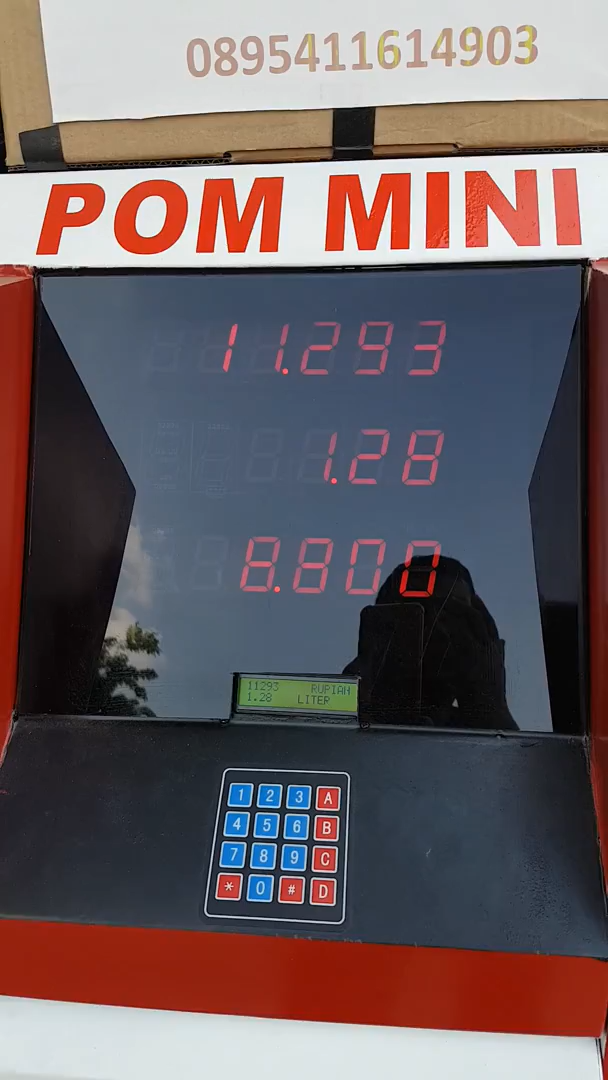 0895411614903
POM MINI
11.293
1.28
8.800
11293 RUPIAH
1.28 LITER
1 2 3 A
4 5 6 B
7 8 9 C
* 0 # D